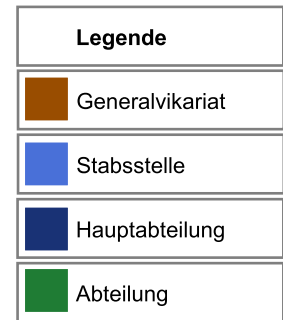 Legende
Generalvikariat
Stabsstelle
Hauptabteilung
Abteilung